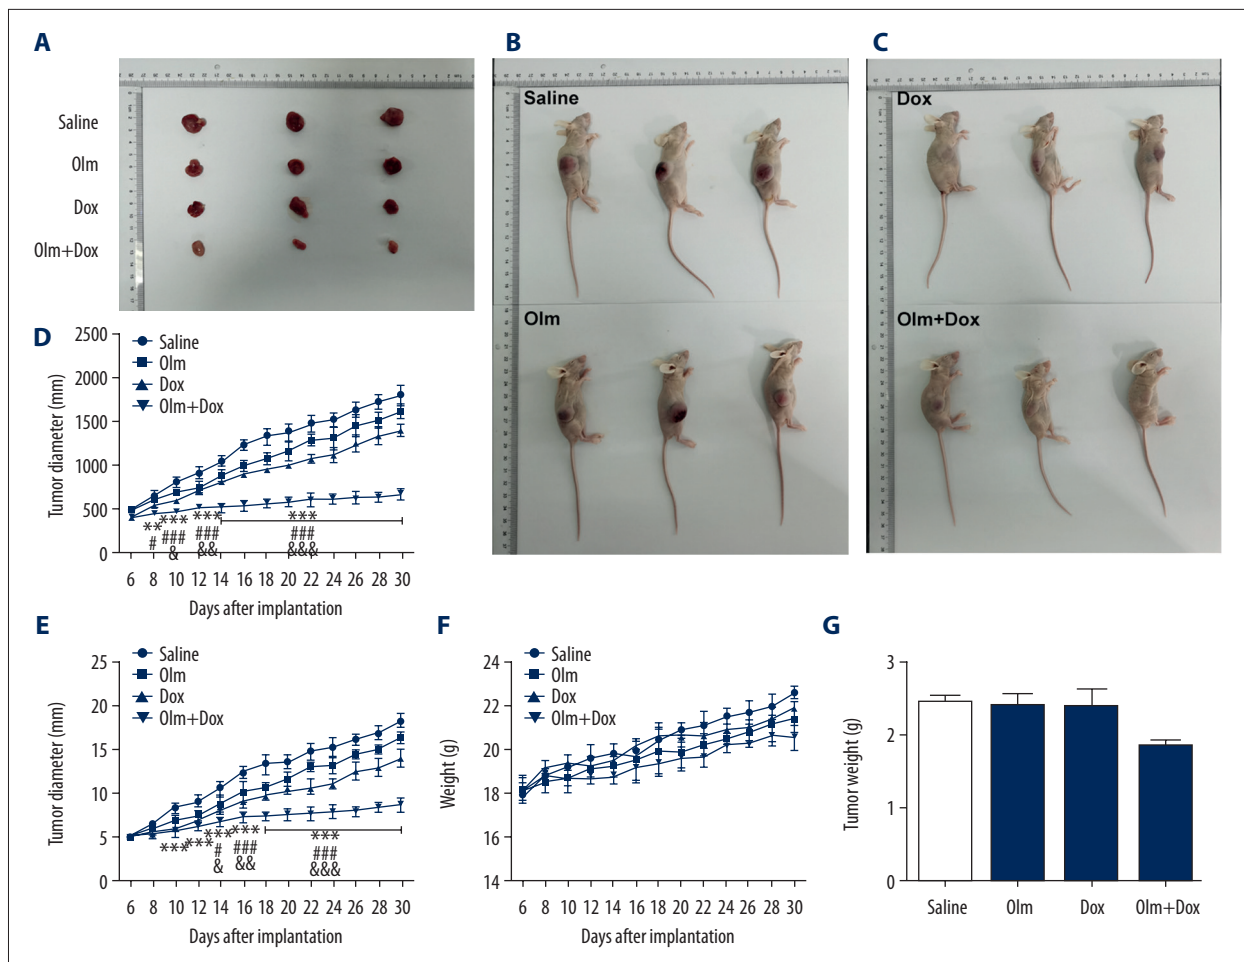 A
Saline
Olm
Dox
Olm+Dox
B
Saline
Olm
C
Dox
Olm+Dox
D
Saline
Olm
Dox
Olm+Dox
Tumor diameter (mm)
2500
2000
1500
1000
500
0
** *** *** ***
# ### ### ###
& && &&&
6 8 10 12 14 16 18 20 22 24 26 28 30
Days after implantation
E
Saline
Olm
Dox
Olm+Dox
Tumor diameter (mm)
25
20
15
10
5
0
*** *** *** *** ***
# ### ###
& && &&&
6 8 10 12 14 16 18 20 22 24 26 28 30
Days after implantation
F
Saline
Olm
Dox
Olm+Dox
Weight (g)
24
22
20
18
16
14
6 8 10 12 14 16 18 20 22 24 26 28 30
Days after implantation
G
Tumor weight (g)
3
2
1
0
Saline Olm Dox Olm+Dox